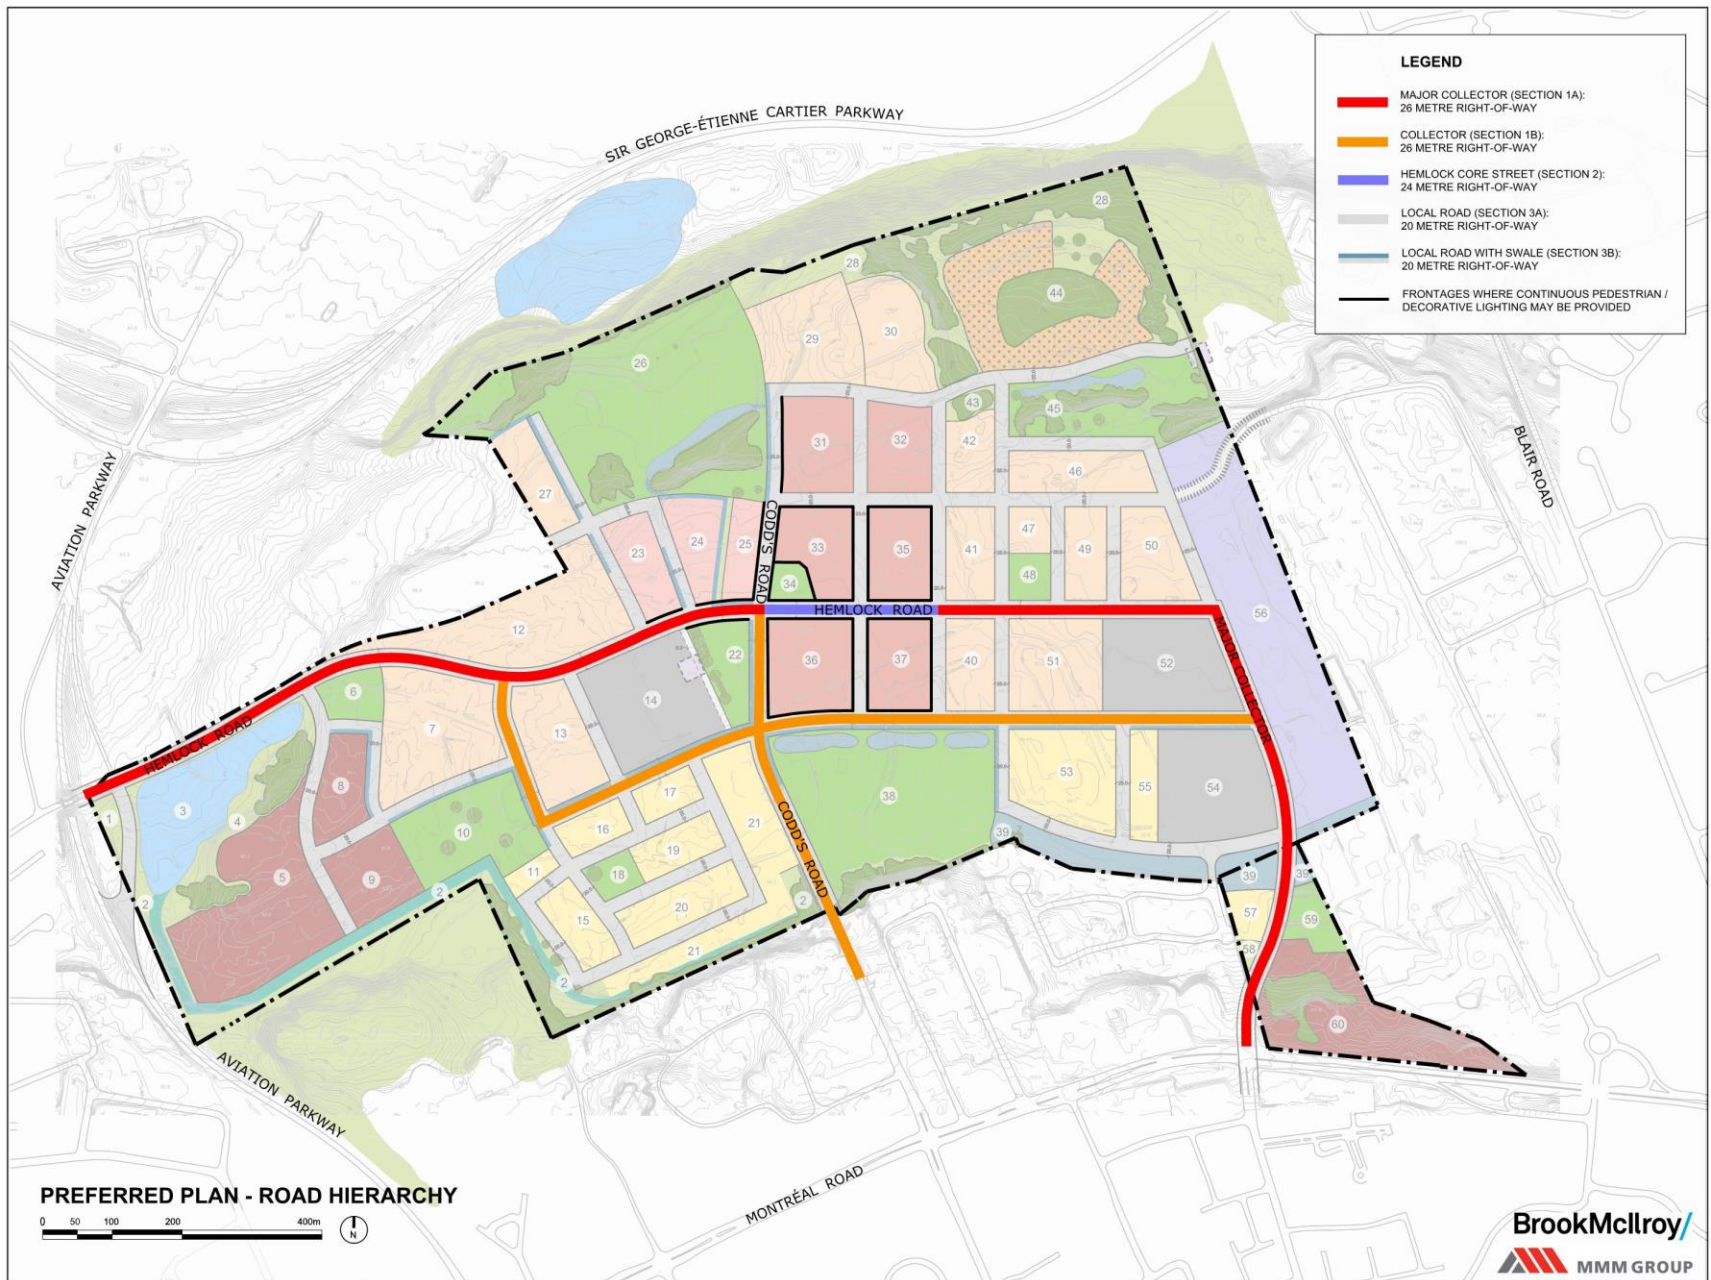 LEGEND
MAJOR COLLECTOR (SECTION 1A):
26 METRE RIGHT-OF-WAY
COLLECTOR (SECTION 1B):
26 METRE RIGHT-OF-WAY
HEMLOCK CORE STREET (SECTION 2):
24 METRE RIGHT-OF-WAY
LOCAL ROAD (SECTION 3A):
20 METRE RIGHT-OF-WAY
LOCAL ROAD WITH SWALE (SECTION 3B):
20 METRE RIGHT-OF-WAY
FRONTAGES WHERE CONTINUOUS PEDESTRIAN /
DECORATIVE LIGHTING MAY BE PROVIDED
SIR GEORGE-ÉTIENNE CARTIER PARKWAY
28
28
44
26
29
30
45
43
31
32
42
BLAIR ROAD
46
AVIATION PARKWAY
27
CODD'S ROAD
23
24
25
33
35
41
47
49
50
34
48
HEMLOCK ROAD
56
12
22
36
37
40
51
52
MAJOR COLLECTOR
6
14
7
13
HEMLOCK ROAD
8
53
55
54
38
17
21
16
CODD'S ROAD
3
1
4
10
39
19
11
18
5
9
39
39
2
2
2
20
15
57
59
21
58
2
60
AVIATION PARKWAY
MONTRÉAL ROAD
PREFERRED PLAN - ROAD HIERARCHY
0 50 100 200 400m
N
BrookMcIlroy/
MMM GROUP